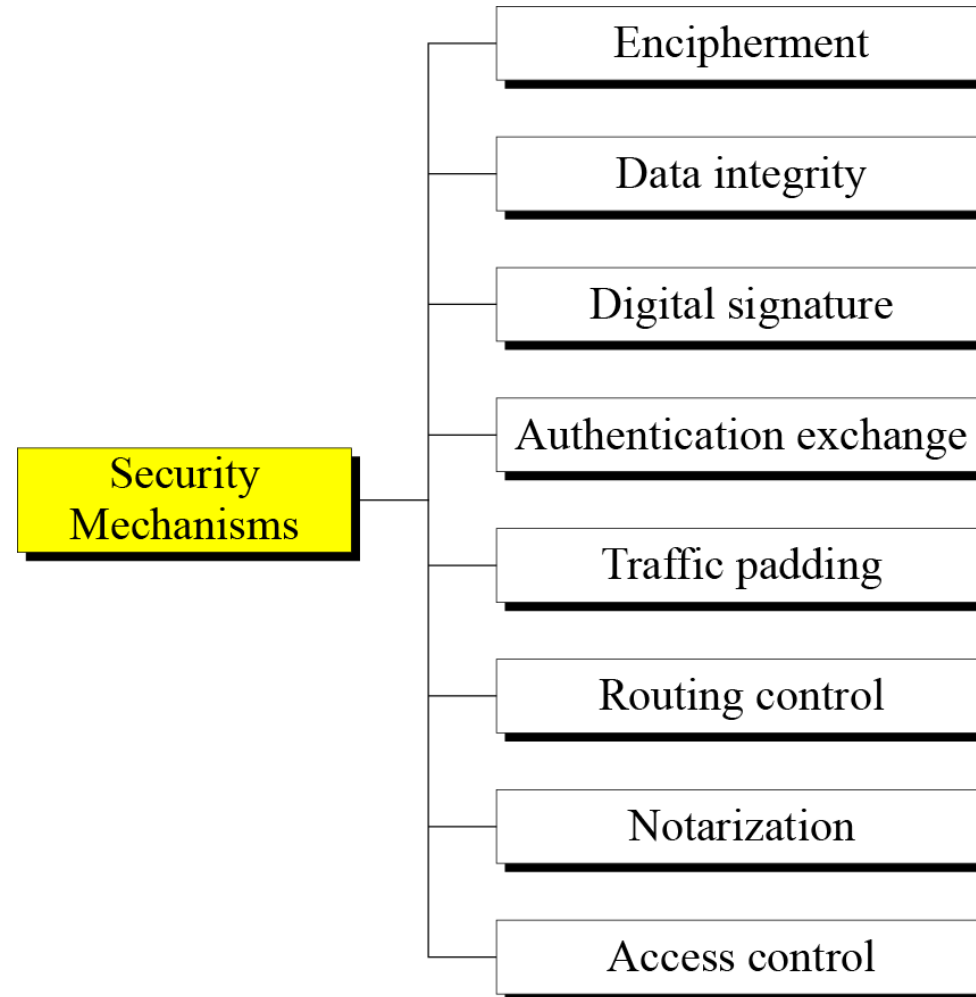 Encipherment
Data integrity
Digital signature
Authentication exchange
Security
Mechanisms
Traffic padding
Routing control
Notarization
Access control